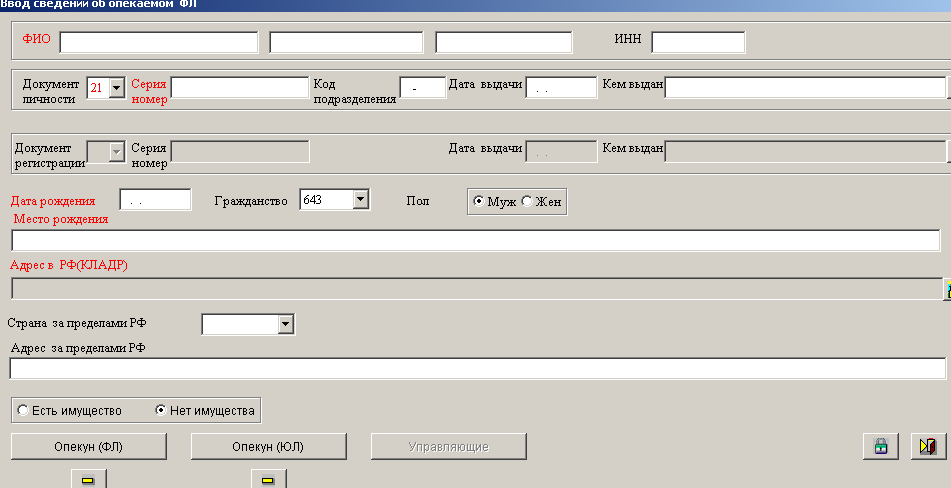 Ввод сведений об опекаемом ФЛ
ФИО ИНН
Документ личности 21 Серия номер Код подразделения - Дата выдачи . . Кем выдан
Документ регистрации Серия номер Дата выдачи . . Кем выдан
Дата рождения . . Гражданство 643 Пол Муж Жен
Место рождения
Адрес в РФ(КЛАДР)
Страна за пределами РФ
Адрес за пределами РФ
Есть имущество Нет имущества
Опекун (ФЛ) Опекун (ЮЛ) Управляющие